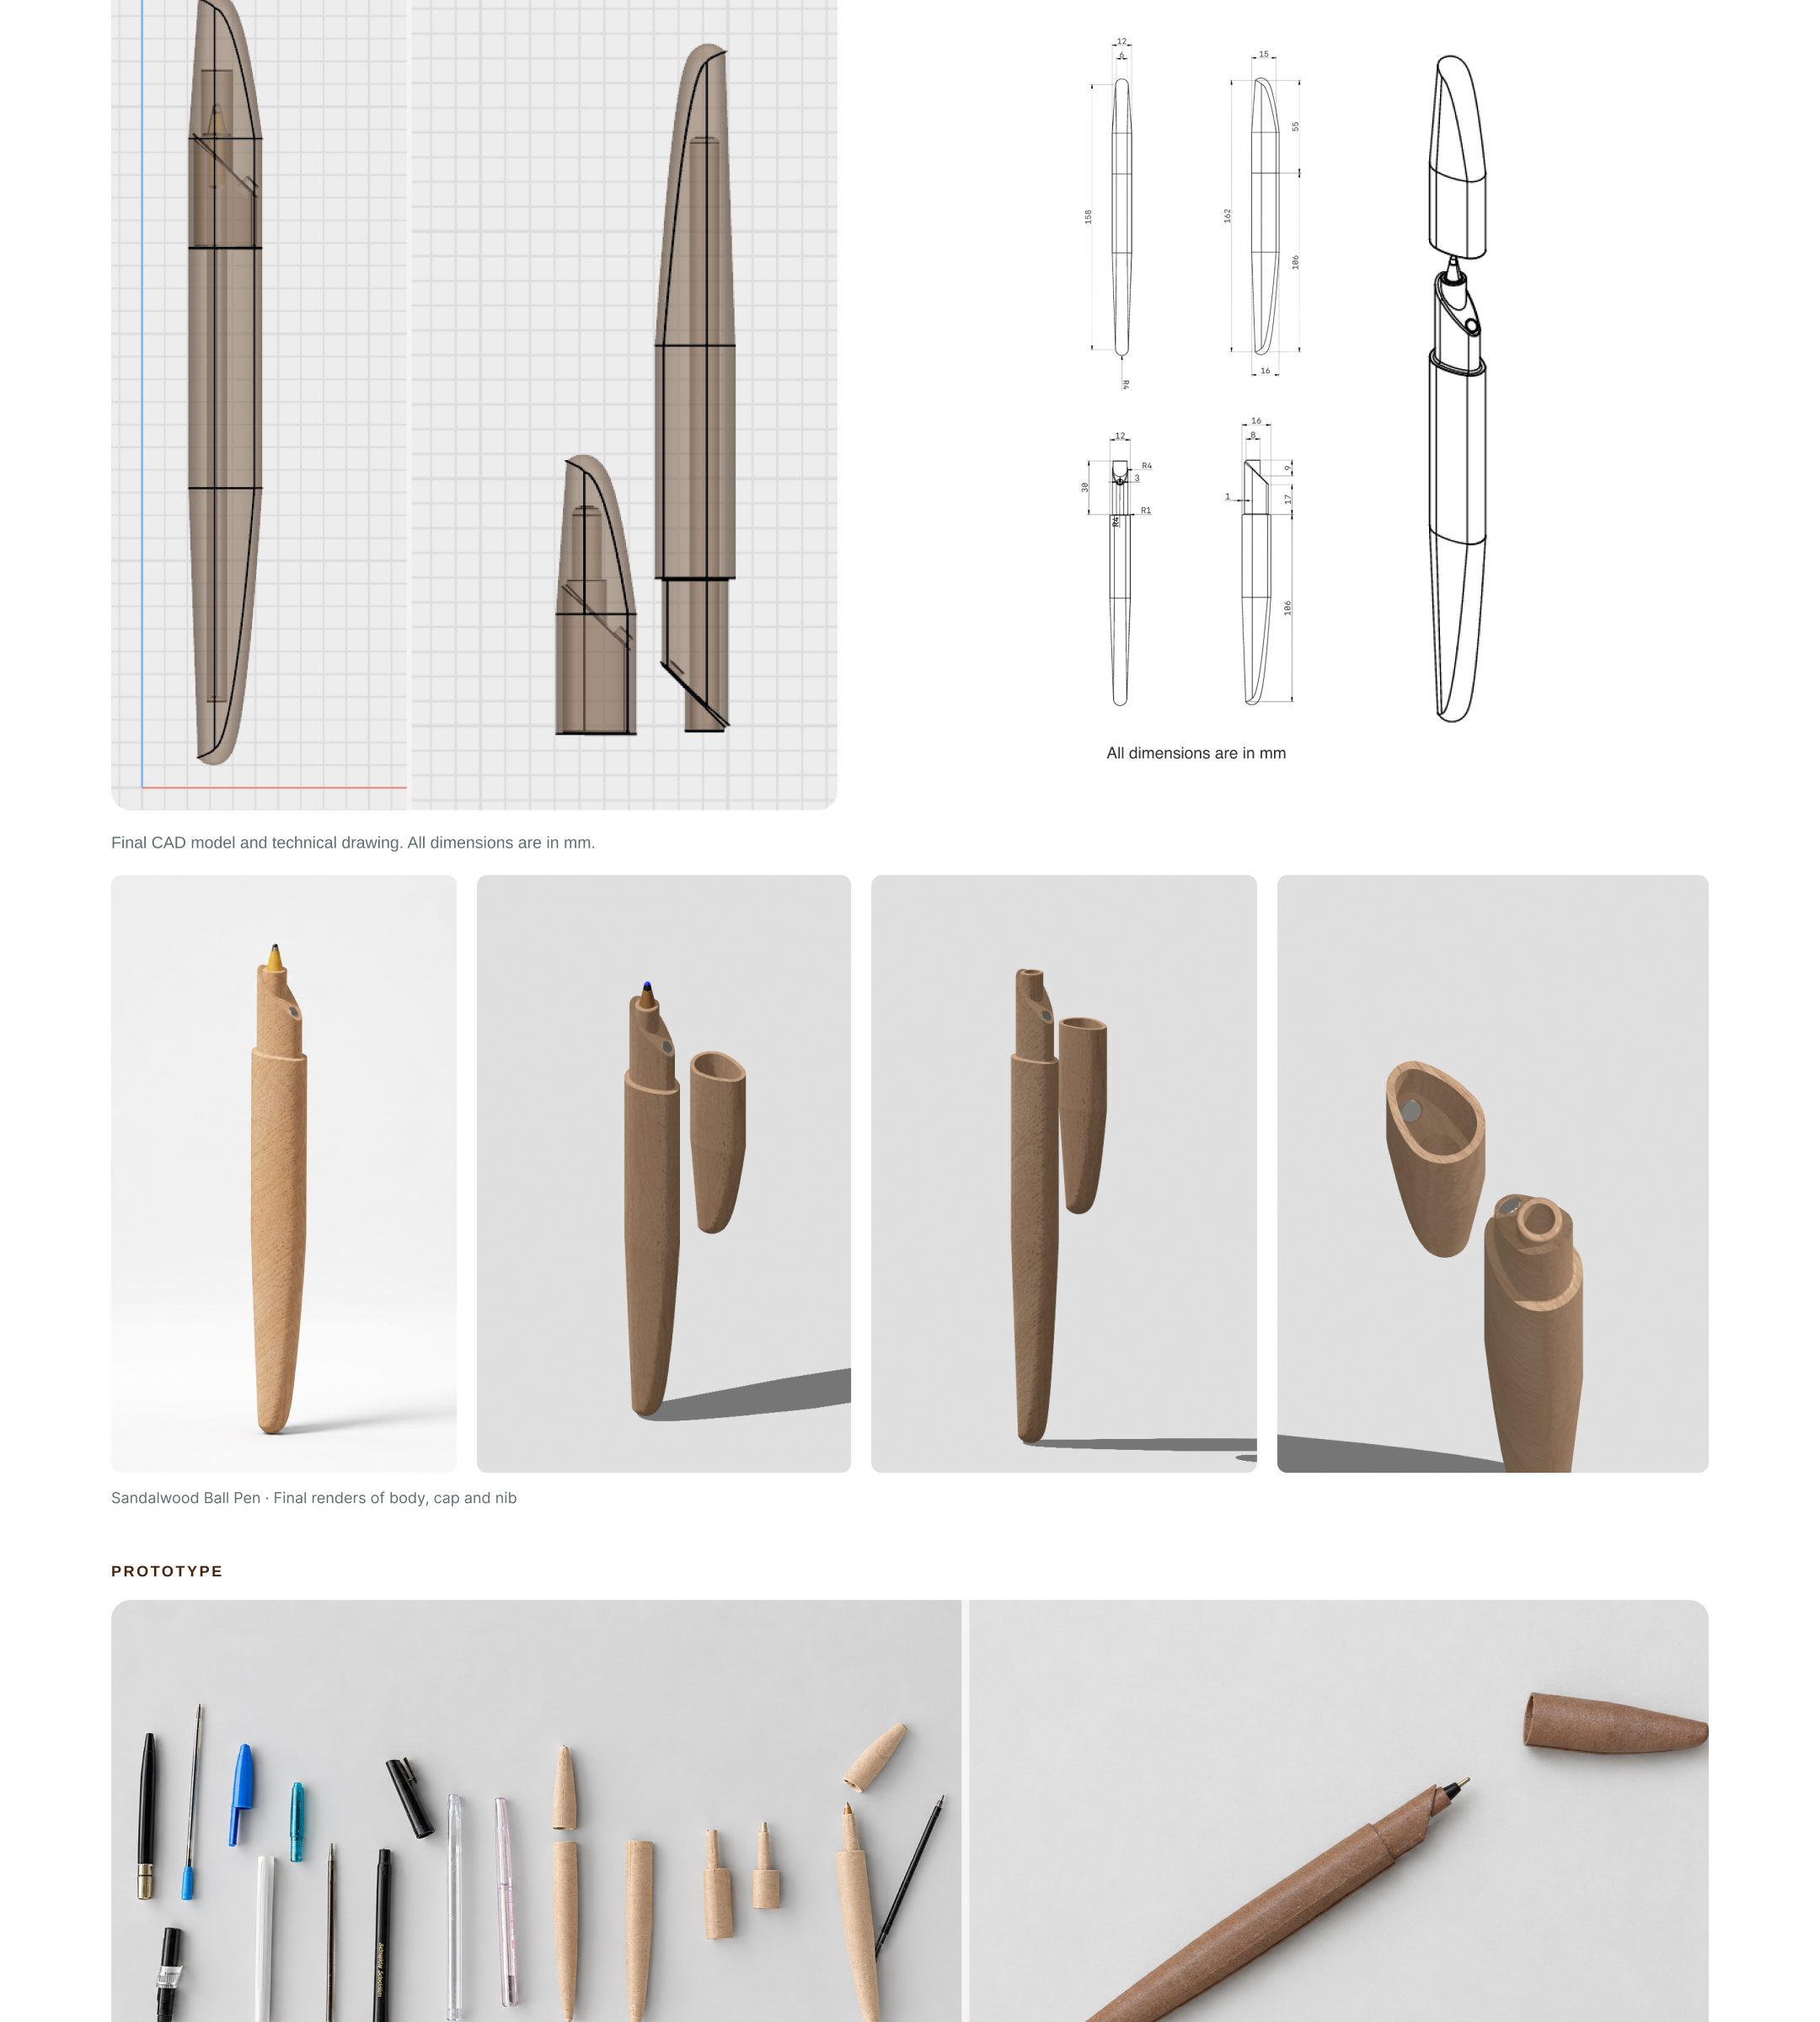 12
6
158
R4
15
55
162
106
16
12
30
R4
3
R1
R4
16
8
9
1
17
106
All dimensions are in mm
Final CAD model and technical drawing. All dimensions are in mm.
Sandalwood Ball Pen · Final renders of body, cap and nib
PROTOTYPE